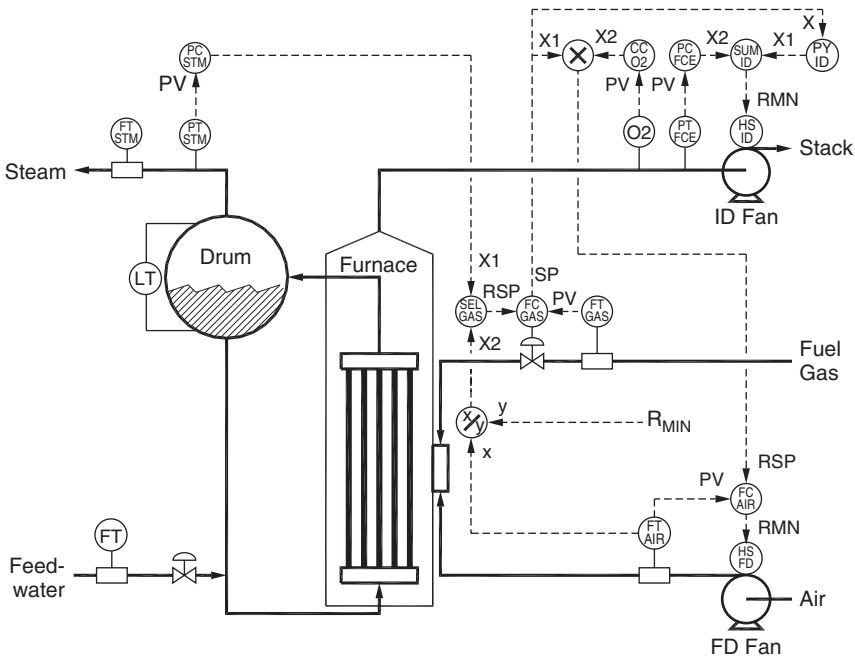 X
PC
STM
X1
X2
CC
O2
PC
FCE
X2
SUM
ID
X1
PY
ID
PV
PV
PV
RMN
FT
STM
PT
STM
O2
PT
FCE
HS
ID
Steam
Stack
ID Fan
Drum
Furnace
LT
X1
SP
RSP
PV
SEL
GAS
FC
GAS
FT
GAS
X2
Fuel
Gas
x/y
y
RMIN
x
RSP
PV
FC
AIR
FT
AIR
RMN
FT
HS
FD
Feed-
water
Air
FD Fan